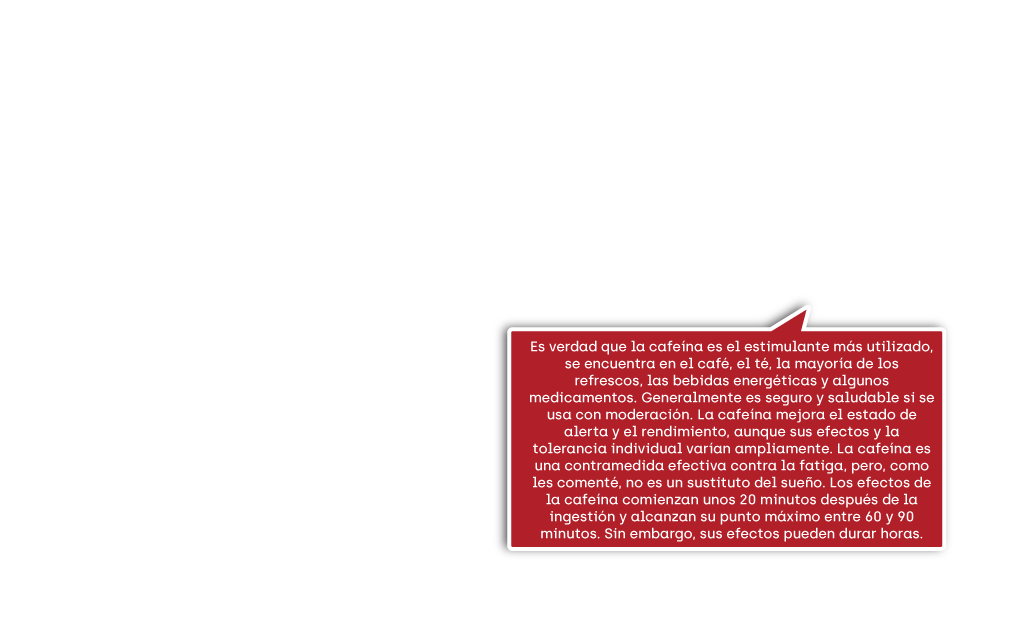 Es verdad que la cafeína es el estimulante más utilizado,
se encuentra en el café, el té, la mayoría de los
refrescos, las bebidas energéticas y algunos
medicamentos. Generalmente es seguro y saludable si se
usa con moderación. La cafeína mejora el estado de
alerta y el rendimiento, aunque sus efectos y la
tolerancia individual varían ampliamente. La cafeína es
una contramedida efectiva contra la fatiga, pero, como
les comenté, no es un sustituto del sueño. Los efectos de
la cafeína comienzan unos 20 minutos después de la
ingestión y alcanzan su punto máximo entre 60 y 90
minutos. Sin embargo, sus efectos pueden durar horas.